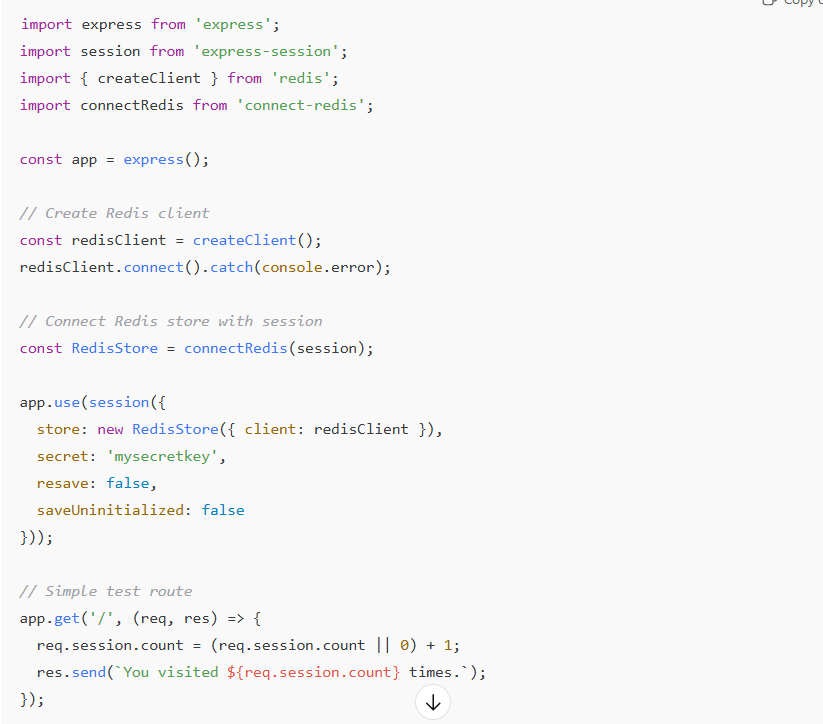 Copy
import express from 'express';
import session from 'express-session';
import { createClient } from 'redis';
import connectRedis from 'connect-redis';
const app = express();
// Create Redis client
const redisClient = createClient();
redisClient.connect().catch(console.error);
// Connect Redis store with session
const RedisStore = connectRedis(session);
app.use(session({
  store: new RedisStore({ client: redisClient }),
  secret: 'mysecretkey',
  resave: false,
  saveUninitialized: false
}));
// Simple test route
app.get('/', (req, res) => {
  req.session.count = (req.session.count || 0) + 1;
  res.send(`You visited ${req.session.count} times.`);
});